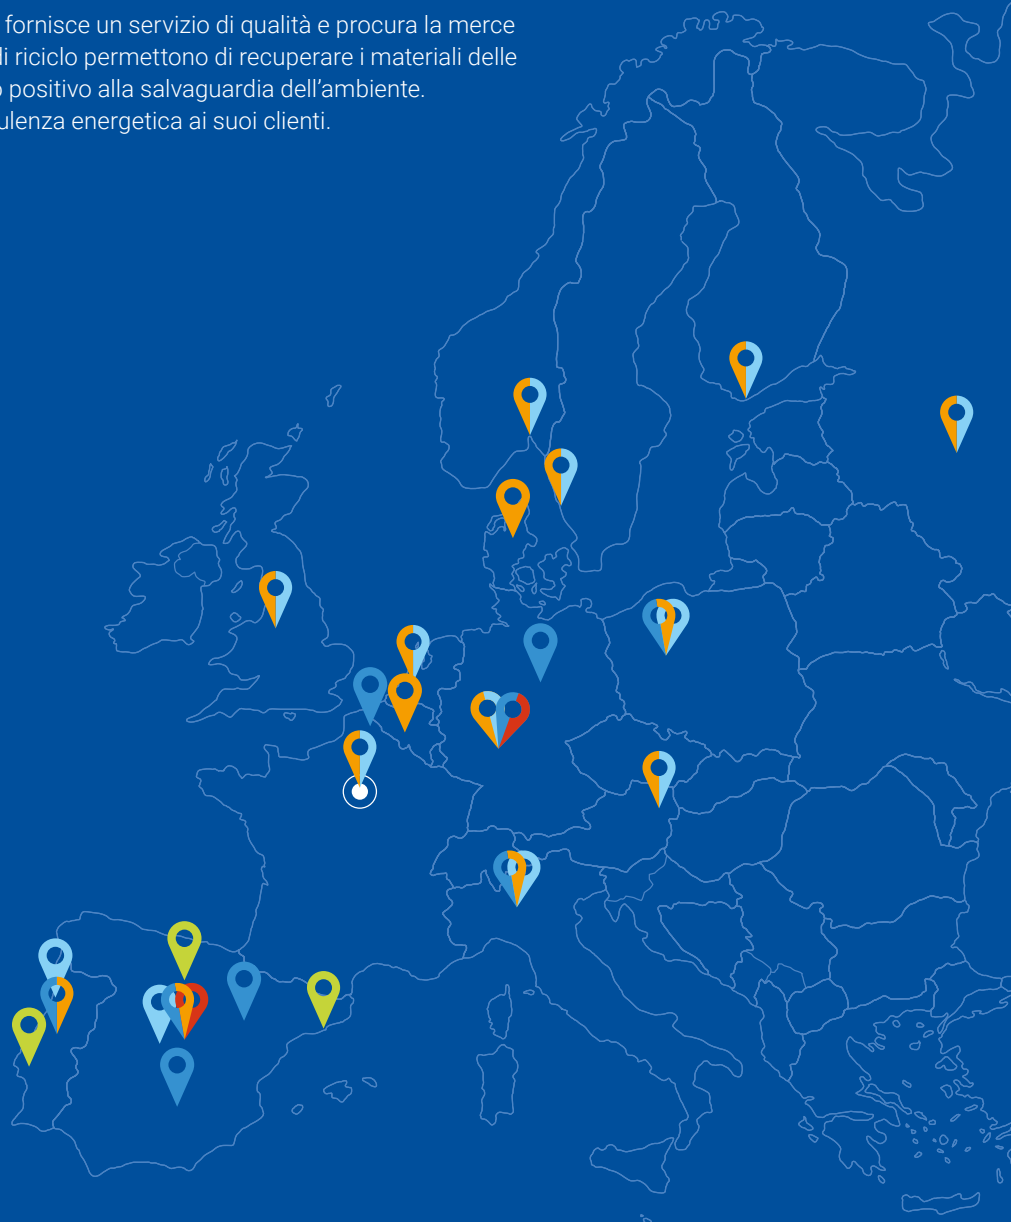 fornisce un servizio di qualità e procura la merce
di riciclo permettono di recuperare i materiali delle
positivo alla salvaguardia dell’ambiente.
energetica ai suoi clienti.